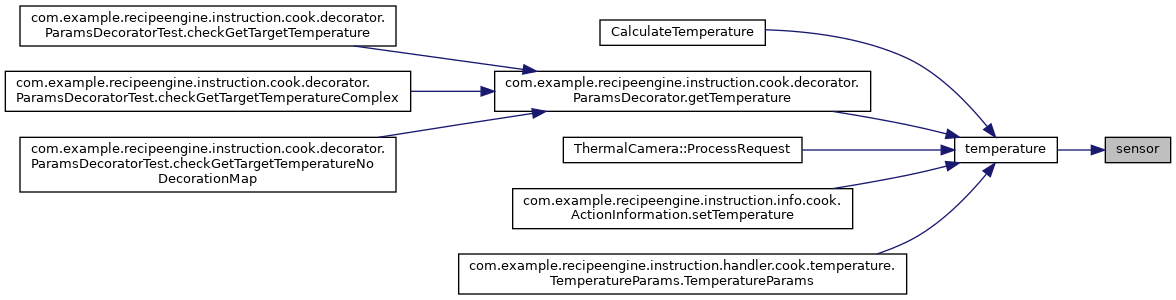 com.example.recipeengine.instruction.cook.decorator.
ParamsDecoratorTest.checkGetTargetTemperature
com.example.recipeengine.instruction.cook.decorator.
ParamsDecoratorTest.checkGetTargetTemperatureComplex
com.example.recipeengine.instruction.cook.decorator.
ParamsDecoratorTest.checkGetTargetTemperatureNo
DecorationMap
CalculateTemperature
com.example.recipeengine.instruction.cook.decorator.
ParamsDecorator.getTemperature
ThermalCamera::ProcessRequest
com.example.recipeengine.instruction.info.cook.
ActionInformation.setTemperature
com.example.recipeengine.instruction.handler.cook.temperature.
TemperatureParams.TemperatureParams
temperature
sensor